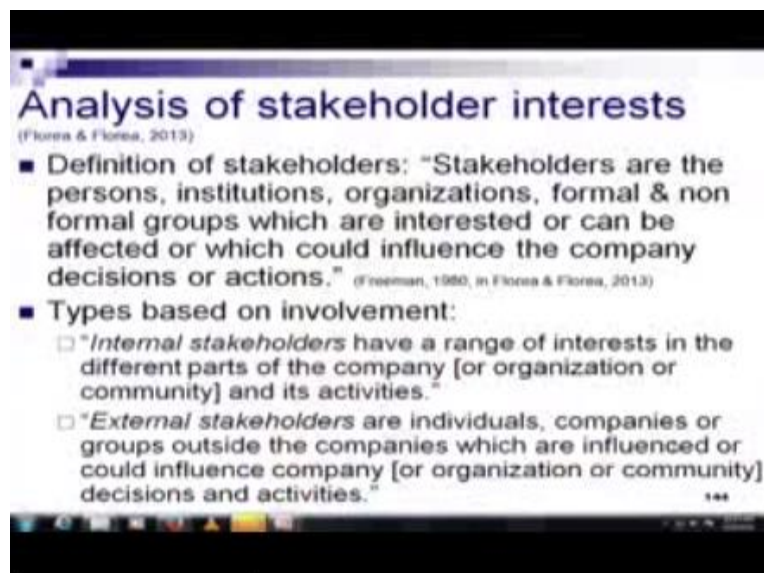 Analysis of stakeholder interests
(Florea & Florea, 2013)
■ Definition of stakeholders: "Stakeholders are the
persons, institutions, organizations, formal & non
formal groups which are interested or can be
affected or which could influence the company
decisions or actions." (Freeman, 1980, in Florea & Florea, 2013)
■ Types based on involvement:
□ "Internal stakeholders have a range of interests in the
different parts of the company [or organization or
community] and its activities."
□ "External stakeholders are individuals, companies or
groups outside the companies which are influenced or
could influence company [or organization or community]
decisions and activities."
144